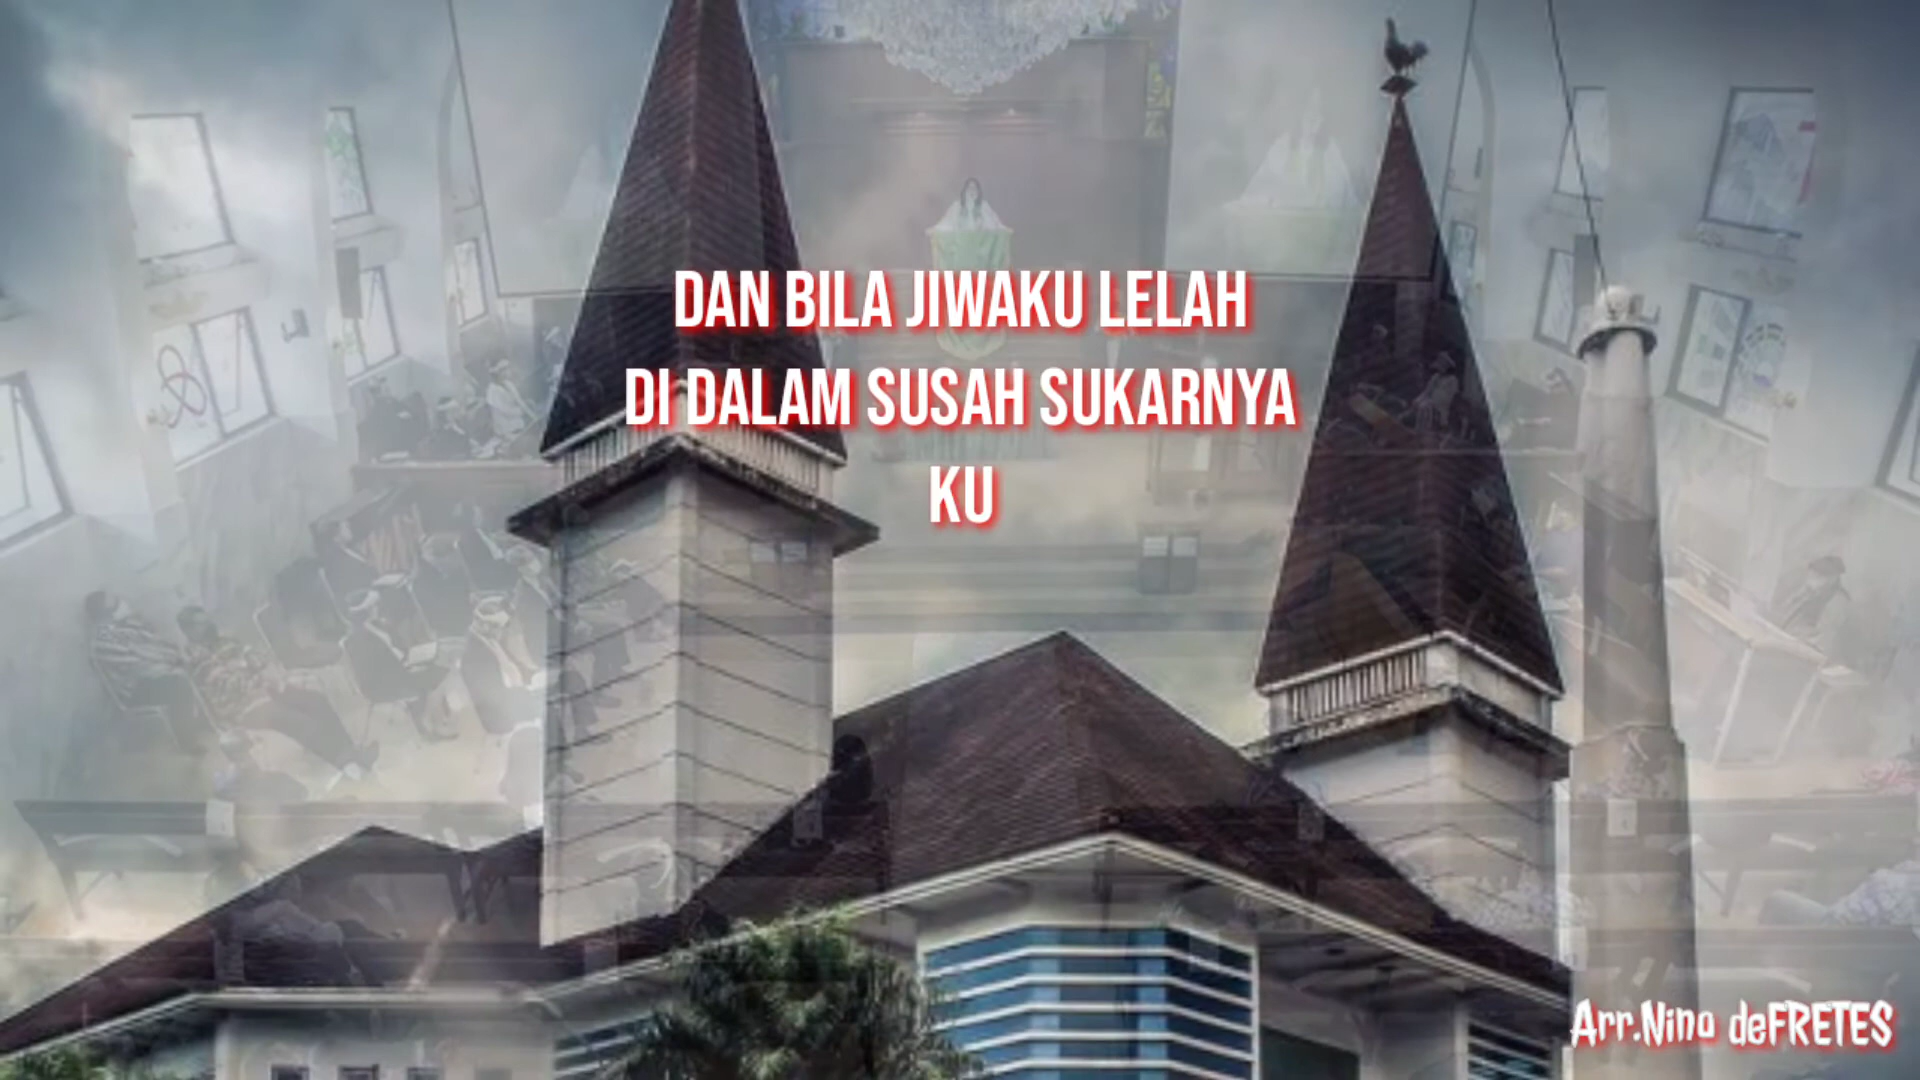 DAN BILA JIWAKU LELAH
DI DALAM SUSAH SUKARNYA
KU
Arr.Nino deFRETES